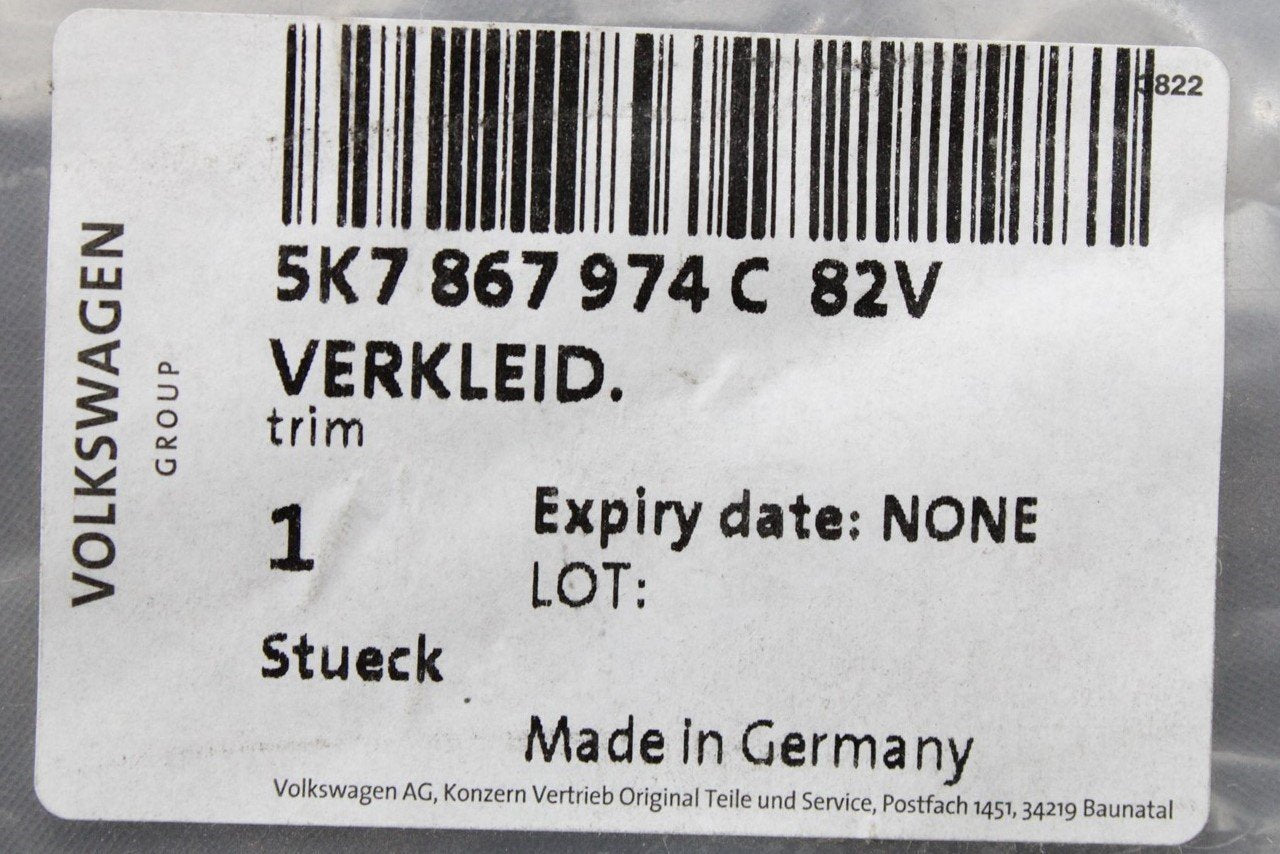 822
5K7 867 974 C 82V
VERKLEID.
trim
1
Expiry date: NONE
LOT:
Stueck
Made in Germany
Volkswagen AG, Konzern Vertrieb Original Teile und Service, Postfach 1451, 34219 Baunatal
VOLKSWAGEN
GROUP